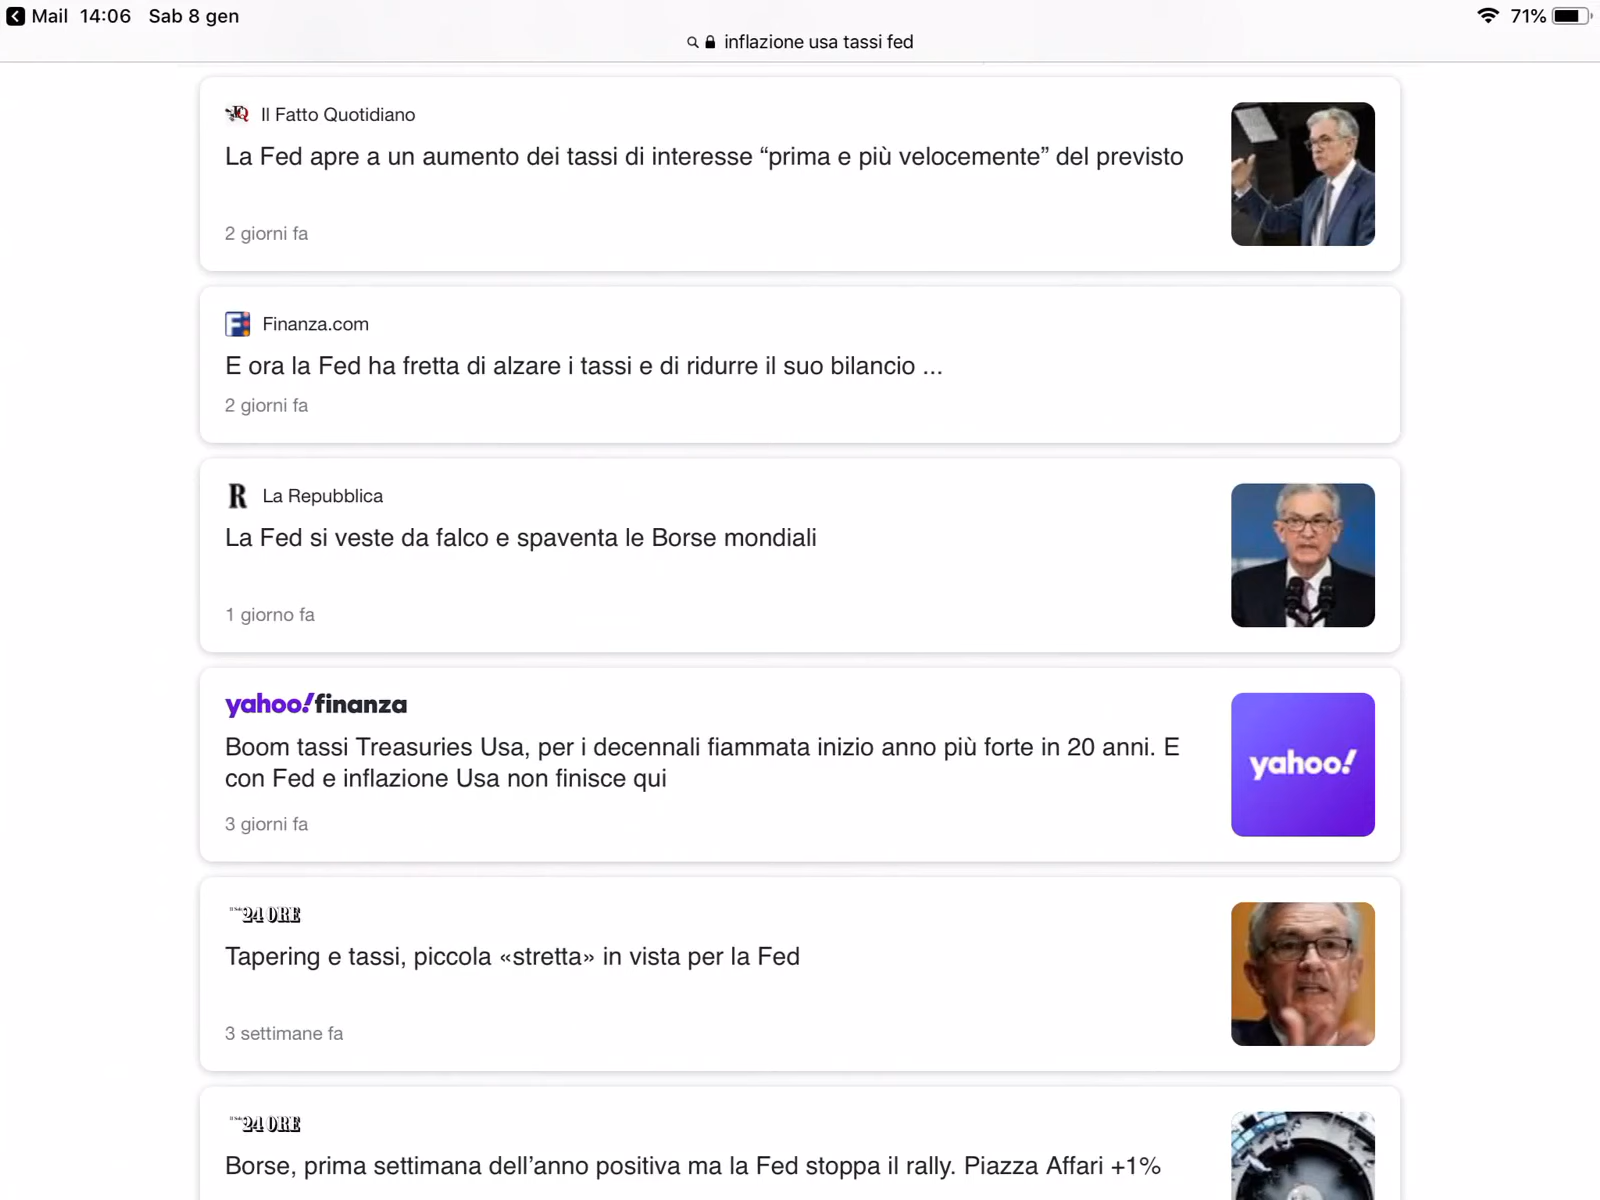 Mail 14:06 Sab 8 gen 71%
inflazione usa tassi fed
Il Fatto Quotidiano
La Fed apre a un aumento dei tassi di interesse “prima e più velocemente” del previsto
2 giorni fa
Finanza.com
E ora la Fed ha fretta di alzare i tassi e di ridurre il suo bilancio ...
2 giorni fa
R La Repubblica
La Fed si veste da falco e spaventa le Borse mondiali
1 giorno fa
yahoo!finanza
Boom tassi Treasuries Usa, per i decennali fiammata inizio anno più forte in 20 anni. E
con Fed e inflazione Usa non finisce qui
yahoo!
3 giorni fa
24 ORE
Tapering e tassi, piccola «stretta» in vista per la Fed
3 settimane fa
24 ORE
Borse, prima settimana dell’anno positiva ma la Fed stoppa il rally. Piazza Affari +1%